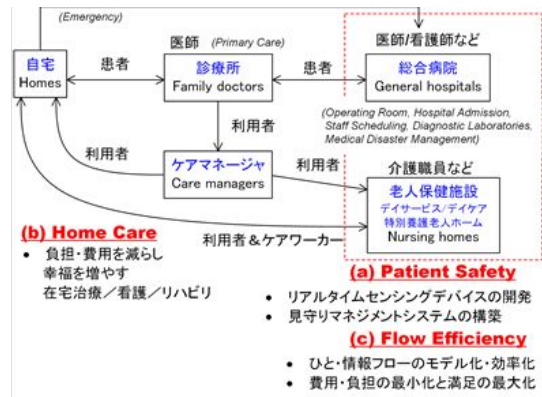 (Emergency)
医師 (Primary Care)
医師/看護師など
自宅
Homes
患者
診療所
Family doctors
患者
総合病院
General hospitals
(Operating Room, Hospital Admission,
Staff Scheduling, Diagnostic Laboratories,
Medical Disaster Management)
利用者
利用者
ケアマネージャ
Care managers
利用者
介護職員など
老人保健施設
デイサービス/デイケア
特別養護老人ホーム
Nursing homes
(b) Home Care
利用者&ケアワーカー
• 負担・費用を減らし
幸福を増やす
在宅治療/看護/リハビリ
(a) Patient Safety
• リアルタイムセンシングデバイスの開発
• 見守りマネジメントシステムの構築
(c) Flow Efficiency
• ひと・情報フローのモデル化・効率化
• 費用・負担の最小化と満足の最大化